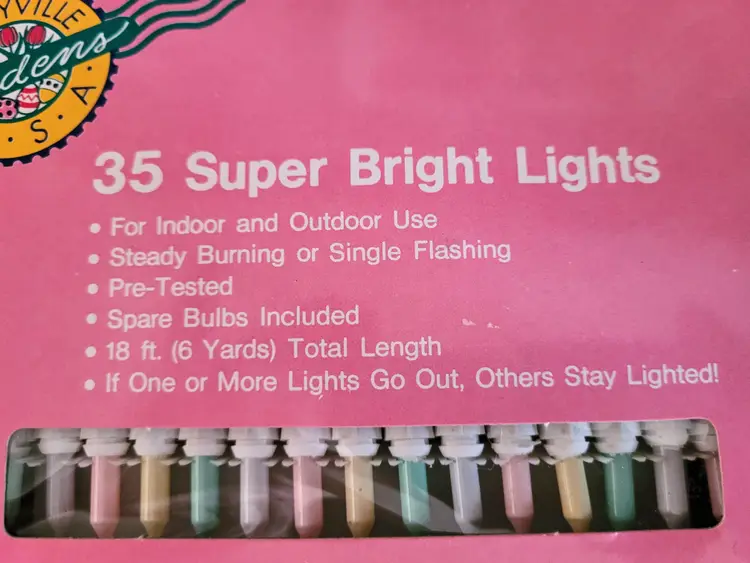 35 Super Bright Lights
• For Indoor and Outdoor Use
• Steady Burning or Single Flashing
• Pre-Tested
• Spare Bulbs Included
• 18 ft. (6 Yards) Total Length
• If One or More Lights Go Out, Others Stay Lighted!